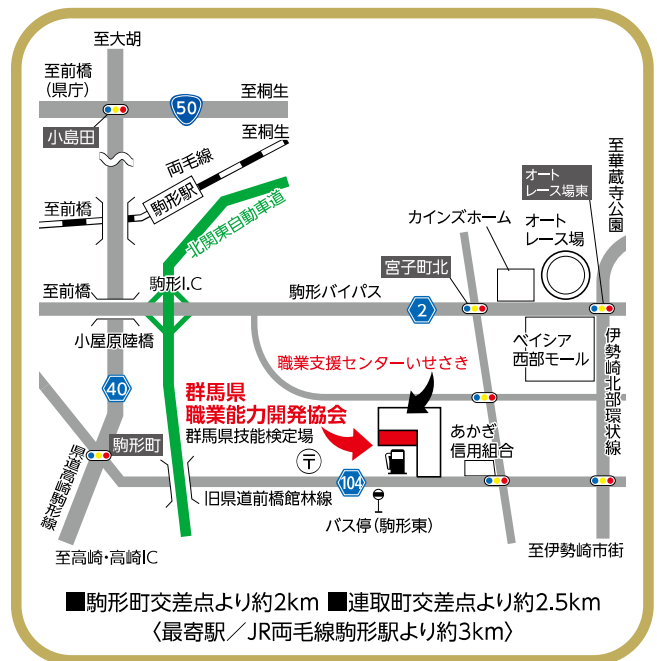 至大胡
至前橋
(県庁)
至桐生
50
小島田
至桐生
両毛線
駒形駅
至前橋
北関東自動車道
至華蔵寺公園
オート
レース場東
カインズホーム
オート
レース場
宮子町北
至前橋
駒形I.C
駒形バイパス
2
小屋原陸橋
ベイシア
西部モール
伊勢崎北部環状線
職業支援センターいせさき
40
群馬県
職業能力開発協会
群馬県技能検定場
あかぎ
信用組合
駒形町
〒
104
県道高崎駒形線
旧県道前橋館林線
バス停(駒形東)
至高崎・高崎IC
至伊勢崎市街
■駒形町交差点より約2km ■連取町交差点より約2.5km
〈最寄駅/JR両毛線駒形駅より約3km〉